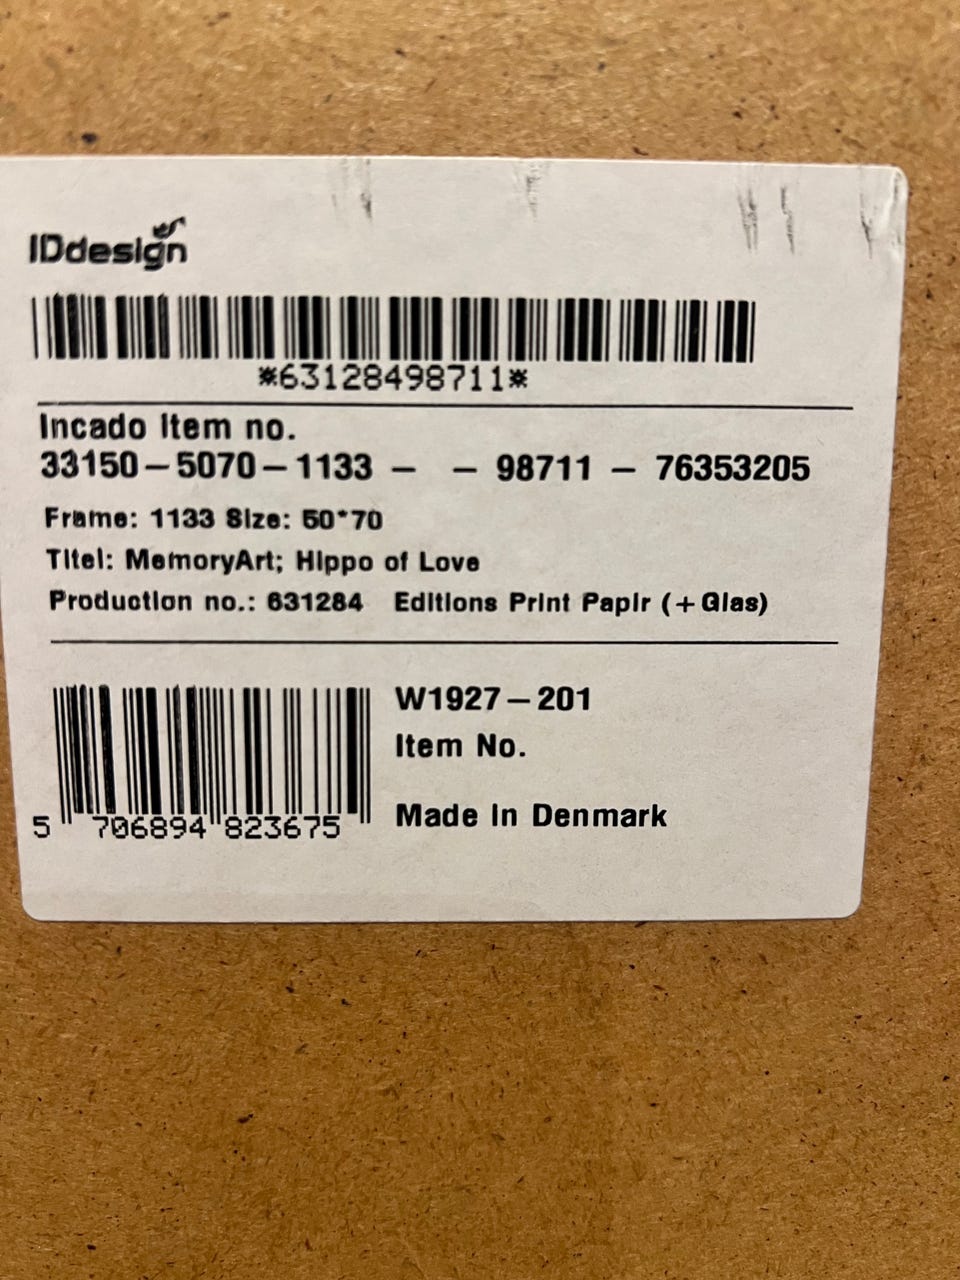 IDdesign
*63128498711*
Incado Item no.
33150-5070-1133 - - 98711 - 76353205
Frame: 1133 Size: 50*70
Titel: MemoryArt; Hippo of Love
Production no.: 631284 Editions Print Papir (+Glas)
W1927-201
Item No.
Made in Denmark
5 706894 823675